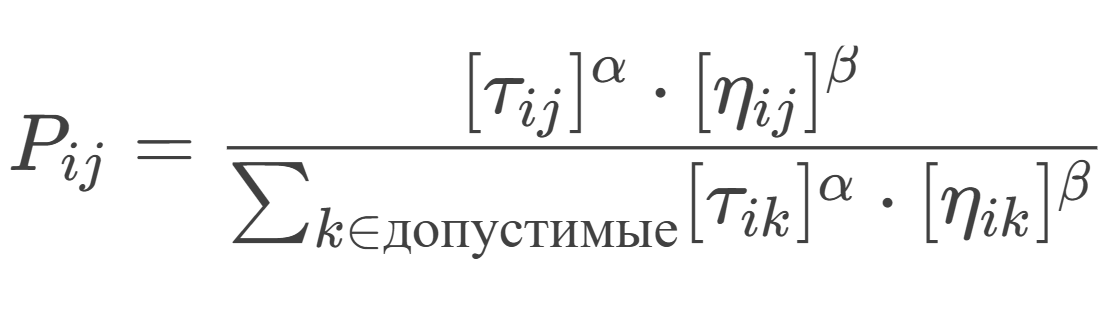 P_{ij} = \frac{[\tau_{ij}]^{\alpha} \cdot [\eta_{ij}]^{\beta}}{\sum_{k \in \text{допустимые}} [\tau_{ik}]^{\alpha} \cdot [\eta_{ik}]^{\beta}}